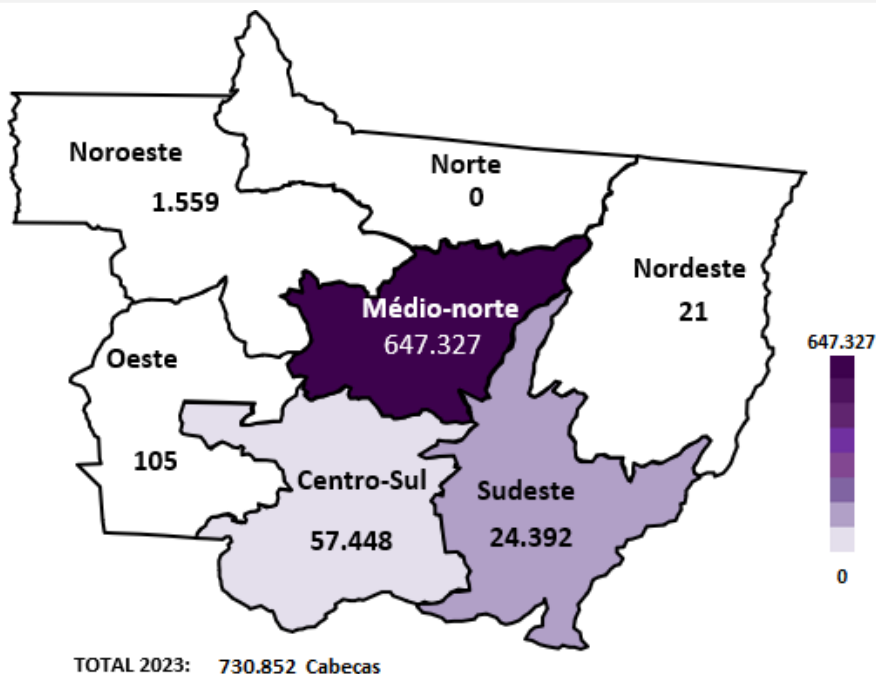 Noroeste
1.559
Norte
0
Nordeste
21
Médio-norte
647.327
Oeste
105
Centro-Sul
57.448
Sudeste
24.392
647.327
0
TOTAL 2023: 730.852 Cabecas